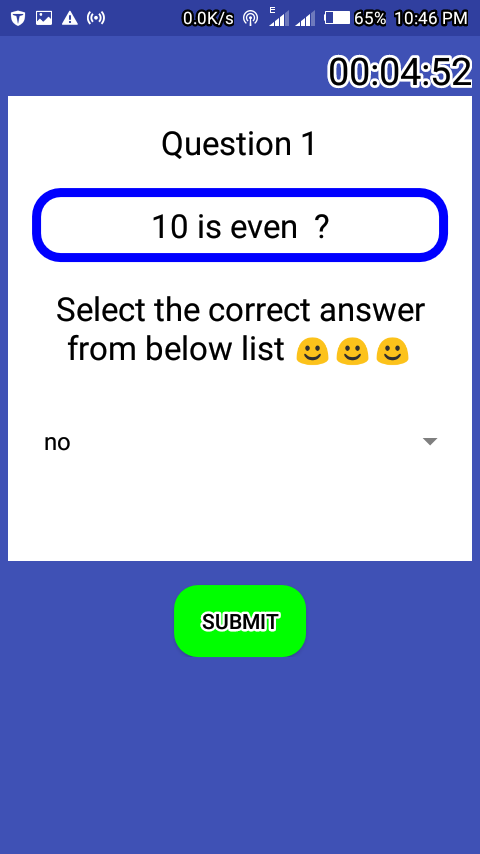 0.0K/s E 65% 10:46 PM
00:04:52
Question 1
10 is even  ?
Select the correct answer
from below list 🙂🙂🙂
no
SUBMIT